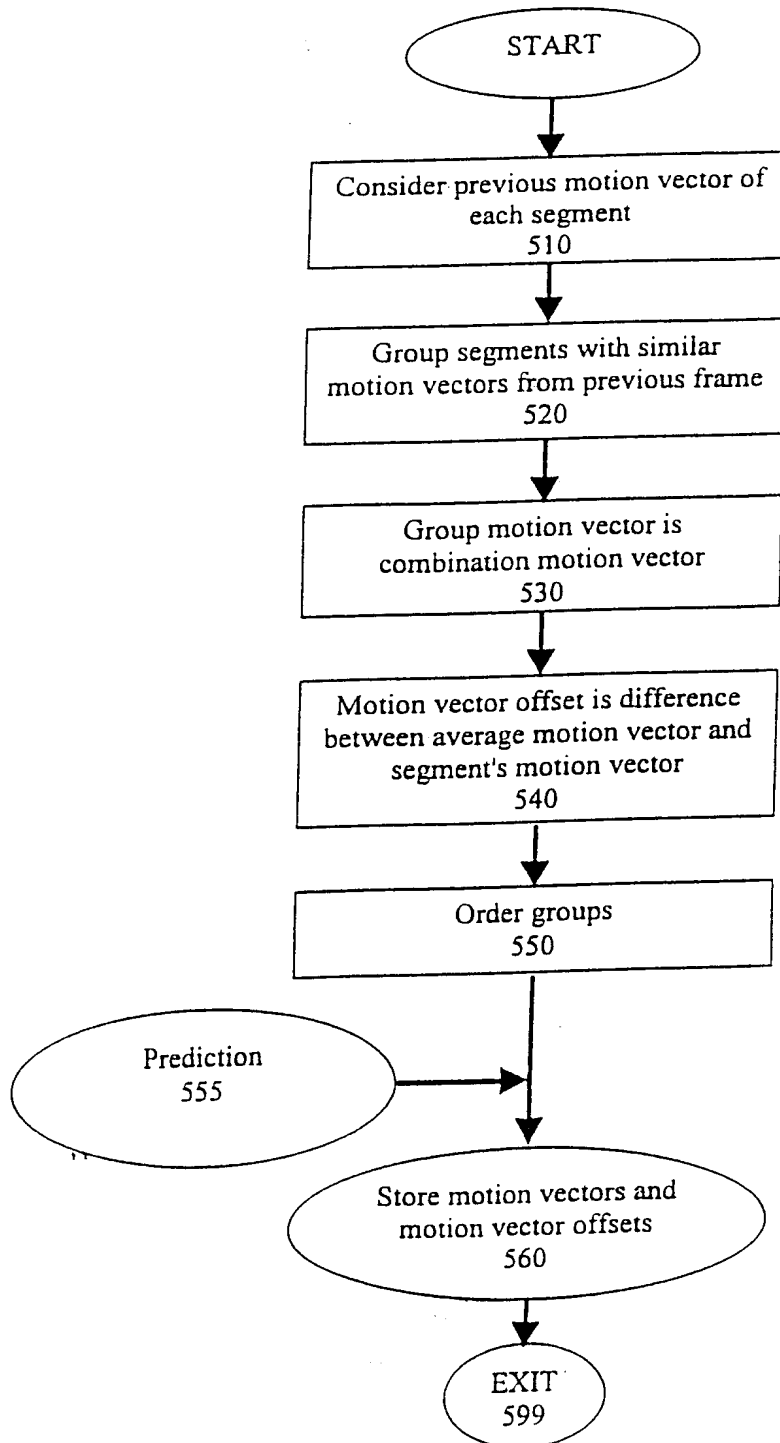 START
Consider previous motion vector of
each segment
510
Group segments with similar
motion vectors from previous frame
520
Group motion vector is
combination motion vector
530
Motion vector offset is difference
between average motion vector and
segment's motion vector
540
Order groups
550
Prediction
555
Store motion vectors and
motion vector offsets
560
EXIT
599